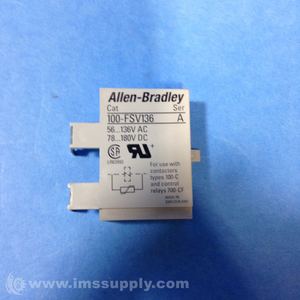 Allen-Bradley
Cat Ser
100-FSV136 A
56...136V AC
78...180V DC
For use with
contactors
types 100-C
and control
relays 700-CF
© www.imssupply.com